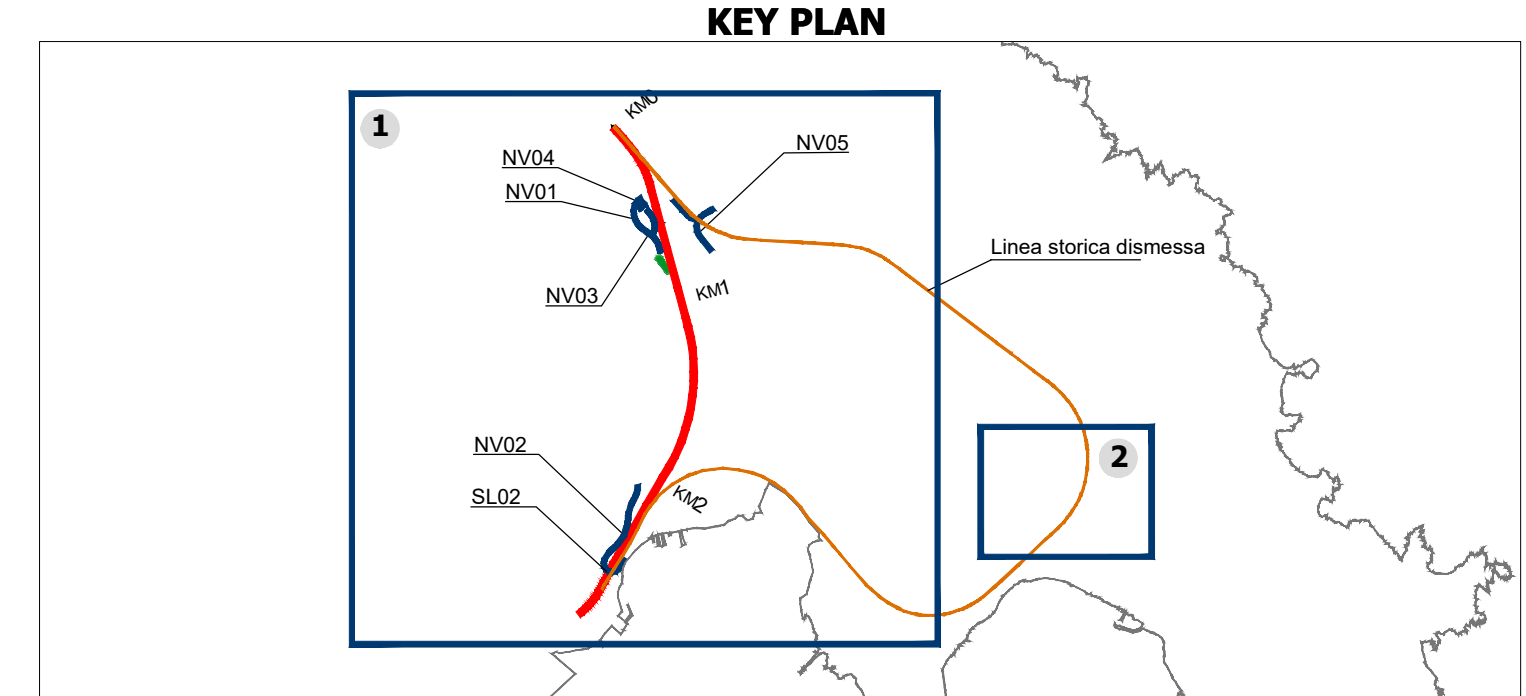 KEY PLAN
1
KM0
NV04
NV05
NV01
Linea storica dismessa
NV03
KM1
NV02
2
SL02
KM2